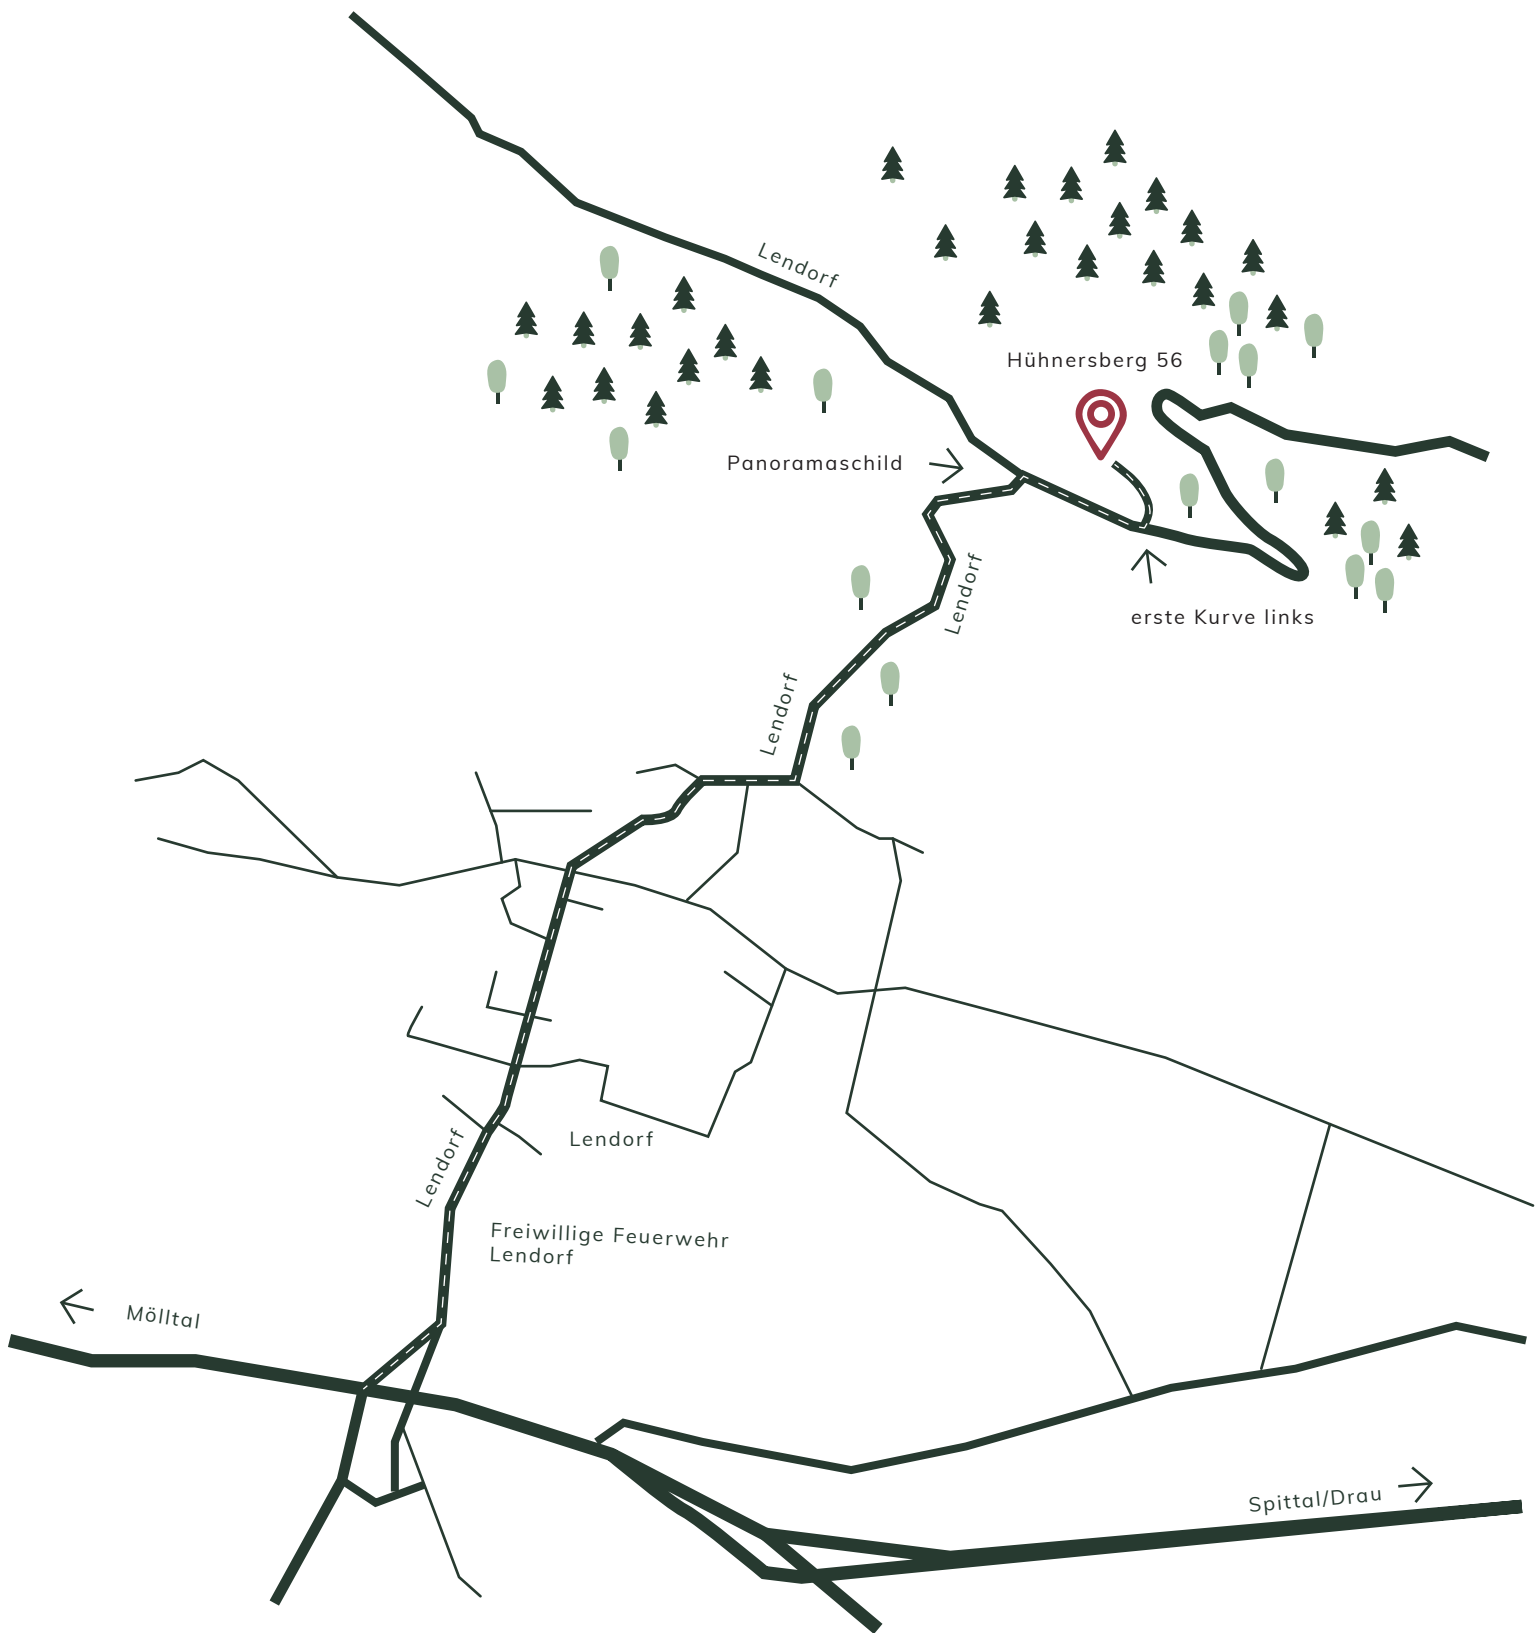 Lendorf
Hühnersberg 56
Panoramaschild
Lendorf
erste Kurve links
Lendorf
Lendorf
Lendorf
Freiwillige Feuerwehr
Lendorf
Mölltal
Spittal/Drau